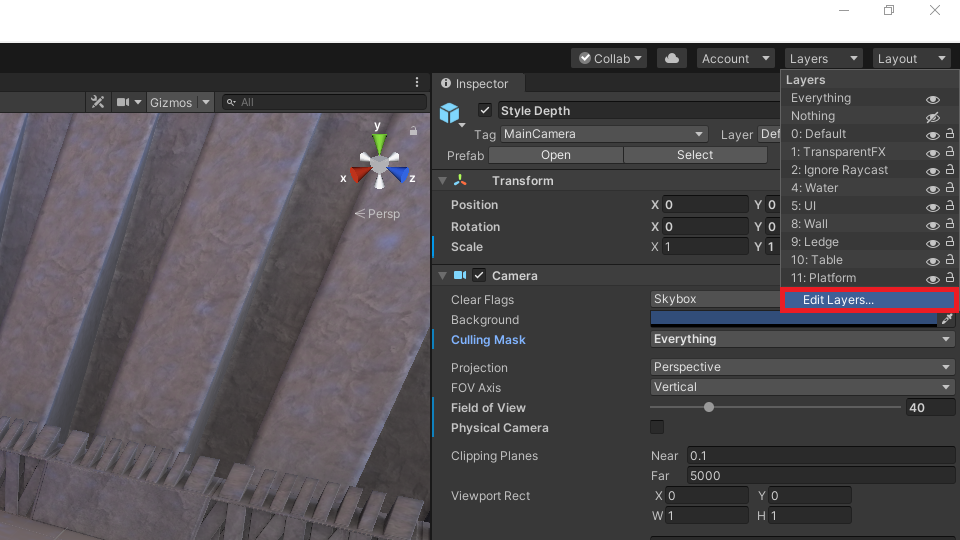 Collab
Account
Layers
Layout
Gizmos
All
y
x
z
Persp
Inspector
Style Depth
Tag
MainCamera
Layer
Def
Prefab
Open
Select
Transform
Position X 0 Y 0
Rotation X 0 Y 0
Scale X 1 Y 1
Camera
Clear Flags Skybox
Background
Culling Mask Everything
Projection Perspective
FOV Axis Vertical
Field of View 40
Physical Camera
Clipping Planes Near 0.1
Far 5000
Viewport Rect X 0 Y 0
W 1 H 1
Layers
Everything
Nothing
0: Default
1: TransparentFX
2: Ignore Raycast
4: Water
5: UI
8: Wall
9: Ledge
10: Table
11: Platform
Edit Layers...